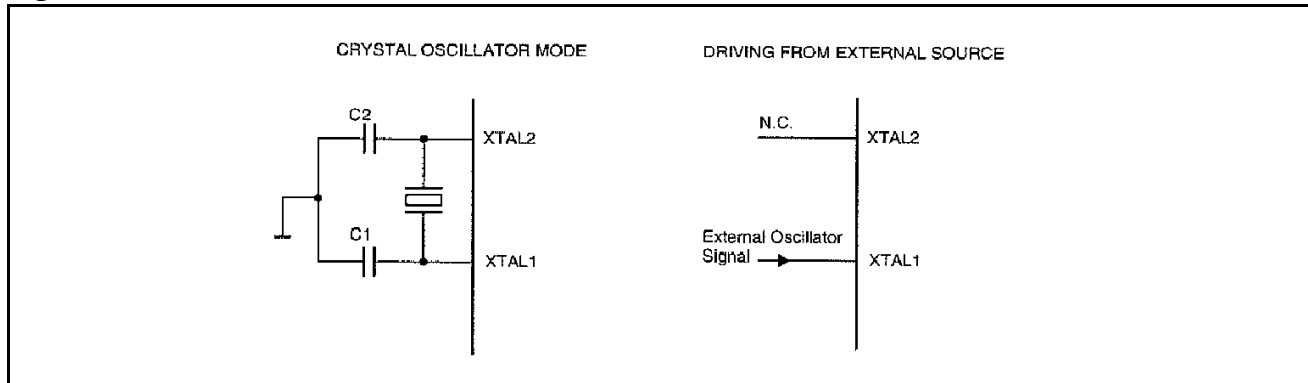 CRYSTAL OSCILLATOR MODE
C2
XTAL2
C1
XTAL1
DRIVING FROM EXTERNAL SOURCE
N.C.
XTAL2
External Oscillator
Signal
XTAL1